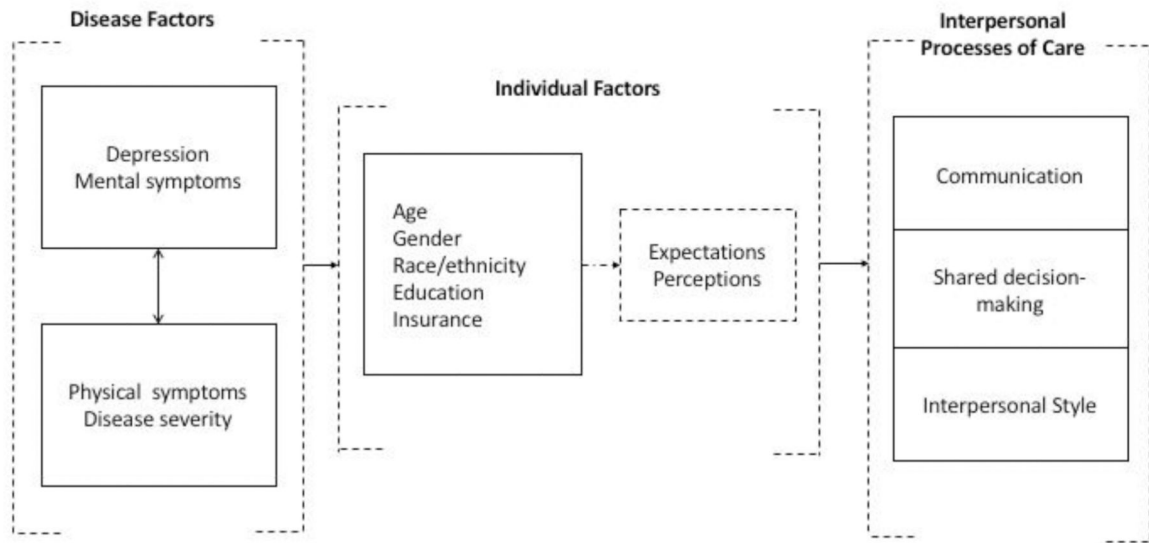 Disease Factors
Depression
Mental symptoms
Physical symptoms
Disease severity
Individual Factors
Age
Gender
Race/ethnicity
Education
Insurance
Expectations
Perceptions
Interpersonal
Processes of Care
Communication
Shared decision-
making
Interpersonal Style